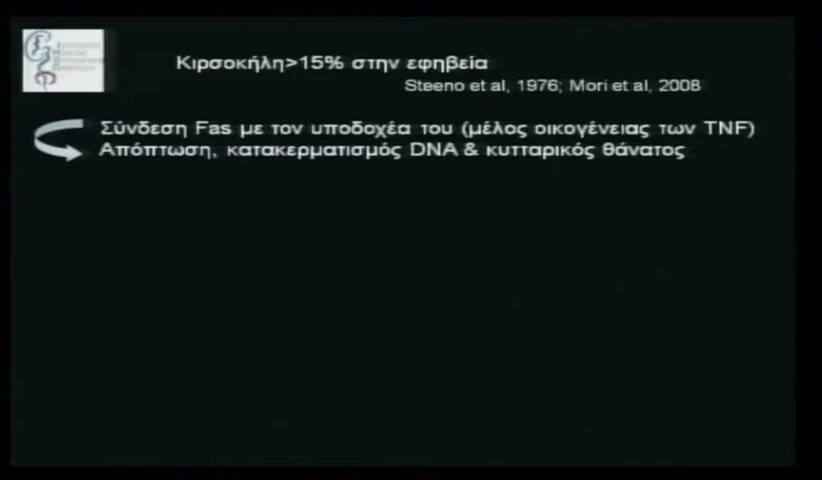 Κιρσοκήλη>15% στην εφηβεία
Steeno et al, 1976; Mori et al, 2008
Σύνδεση Fas με τον υποδοχέα του (μέλος οικογένειας των TNF)
Απόπτωση, κατακερματισμός DNA & κυτταρικός θάνατος